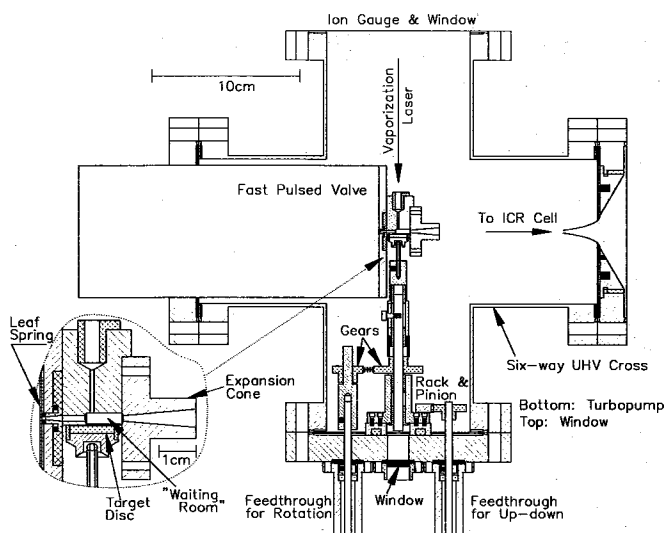 Ion Gauge & Window
10cm
Vaporization
Laser
Fast Pulsed Valve
To ICR Cell
Leaf
Spring
Gears
Six-way UHV Cross
Expansion
Cone
Rack &
Pinion
Bottom: Turbopump
Top: Window
1cm
Target
Disc
"Waiting
Room"
Feedthrough
for Rotation
Window
Feedthrough
for Up-down